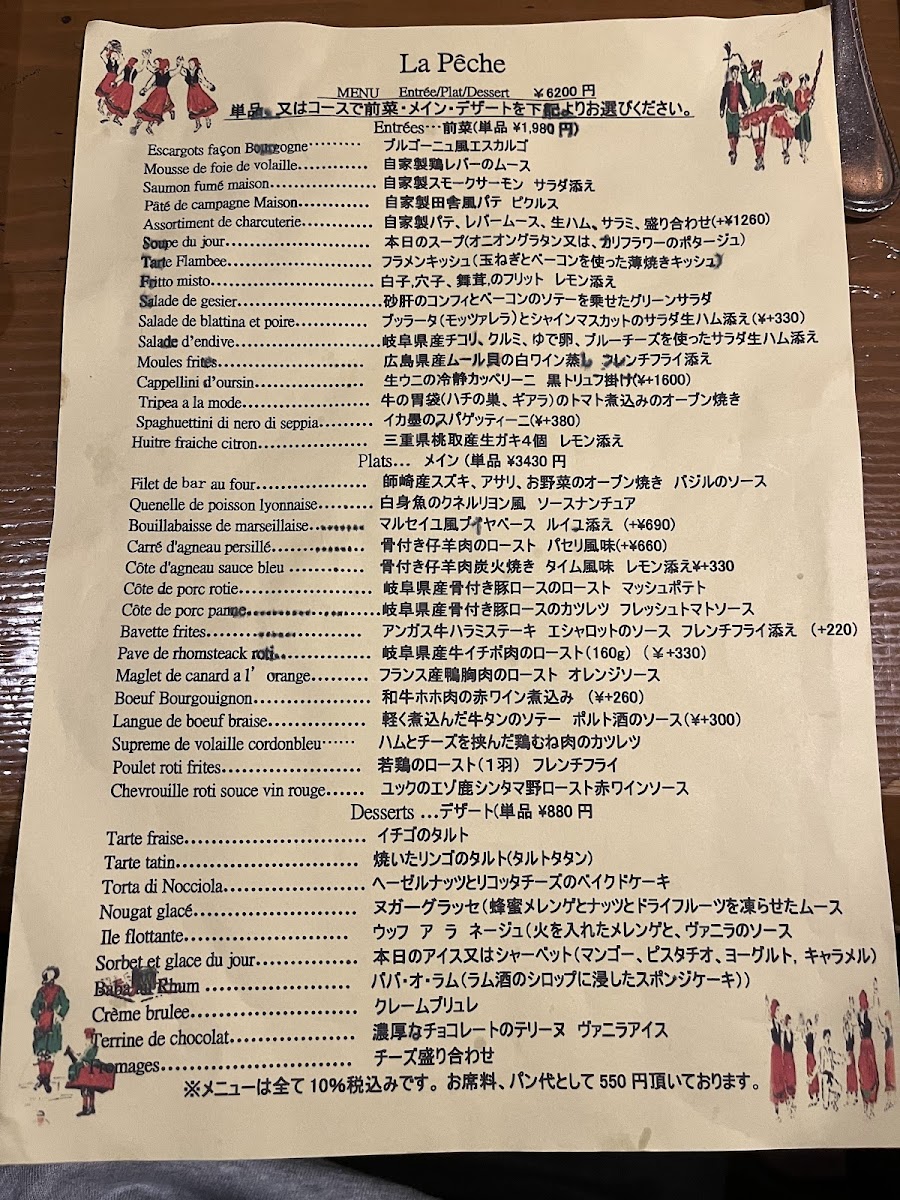 La Pêche
MENU Entrée/Plat/Dessert ￥6200 円
単品、又はコースで前菜・メイン・デザートを下記よりお選びください。
Entrées…前菜(単品 ¥1,980 円)
Escargots façon Bourgogne………ブルゴーニュ風エスカルゴ
Mousse de foie de volaille…………自家製鶏レバーのムース
Saumon fumé maison……………自家製スモークサーモン サラダ添え
Pâté de campagne Maison…………自家製田舎風パテ ピクルス
Assortiment de charcuterie…………自家製パテ、レバームース、生ハム、サラミ、盛り合わせ(+¥1260)
Soupe du jour……………………本日のスープ(オニオングラタン又は、カリフラワーのポタージュ)
Tarte Flambee……………………フラメンキッシュ(玉ねぎとベーコンを使った薄焼きキッシュ)
Fritto misto………………………白子,穴子、舞茸,のフリット レモン添え
Salade de gesier…………………砂肝のコンフィとベーコンのソテーを乗せたグリーンサラダ
Salade de blattina et poire…………ブッラータ(モッツァレラ)とシャインマスカットのサラダ生ハム添え(¥+330)
Salade d'endive……………………岐阜県産チコリ、クルミ、ゆで卵、ブルーチーズを使ったサラダ生ハム添え
Moules frites………………………広島県産ムール貝の白ワイン蒸し フレンチフライ添え
Cappellini d'oursin…………………生ウニの冷静カッペリーニ 黒トリュフ掛け(¥+1600)
Tripea a la mode……………………牛の胃袋(ハチの巣、ギアラ)のトマト煮込みのオーブン焼き
Spaghuettini di nero di seppia………イカ墨のスパゲッティーニ(¥+380)
Huitre fraiche citron…………………三重県桃取産生ガキ４個 レモン添え
Plats… メイン (単品 ¥3430 円
Filet de bar au four…………………師崎産スズキ、アサリ、お野菜のオーブン焼き バジルのソース
Quenelle de poisson lyonnaise………白身魚のクネルリヨン風 ソースナンチュア
Bouillabaisse de marseillaise………マルセイユ風ブイヤベース ルイユ添え (+¥690)
Carré d'agneau persillé……………骨付き仔羊肉のロースト パセリ風味(+¥660)
Côte d'agneau sauce bleu …………骨付き仔羊肉炭火焼き タイム風味 レモン添え¥+330
Côte de porc rotie…………………岐阜県産骨付き豚ロースのロースト マッシュポテト
Côte de porc panne…………………岐阜県産骨付き豚ロースのカツレツ フレッシュトマトソース
Bavette frites………………………アンガス牛ハラミステーキ エシャロットのソース フレンチフライ添え (+220)
Pave de rhomsteack roti……………岐阜県産牛イチボ肉のロースト(160g) (￥+330)
Maglet de canard a l' orange………フランス産鴨胸肉のロースト オレンジソース
Boeuf Bourgouignon………………和牛ホホ肉の赤ワイン煮込み (¥+260)
Langue de boeuf braise……………軽く煮込んだ牛タンのソテー ポルト酒のソース(¥+300)
Supreme de volaille cordonbleu……ハムとチーズを挟んだ鶏むね肉のカツレツ
Poulet roti frites……………………若鶏のロースト(１羽) フレンチフライ
Chevrouille roti souce vin rouge……ユックのエゾ鹿シンタマ野ロースト赤ワインソース
Desserts …デザート(単品 ¥880 円
Tarte fraise…………………………イチゴのタルト
Tarte tatin…………………………焼いたリンゴのタルト(タルトタタン)
Torta di Nocciola……………………ヘーゼルナッツとリコッタチーズのベイクドケーキ
Nougat glacé………………………ヌガーグラッセ(蜂蜜メレンゲとナッツとドライフルーツを凍らせたムース
Ile flottante…………………………ウッフ ア ラ ネージュ(火を入れたメレンゲと、ヴァニラのソース
Sorbet et glace du jour……………本日のアイス又はシャーベット(マンゴー、ピスタチオ、ヨーグルト, キャラメル)
Baba au Rhum ……………………ババ・オ・ラム(ラム酒のシロップに浸したスポンジケーキ))
Crème brulee………………………クレームブリュレ
Terrine de chocolat…………………濃厚なチョコレートのテリーヌ ヴァニラアイス
Fromages……………………………チーズ盛り合わせ
※メニューは全て 10%税込みです。お席料、パン代として 550 円頂いております。